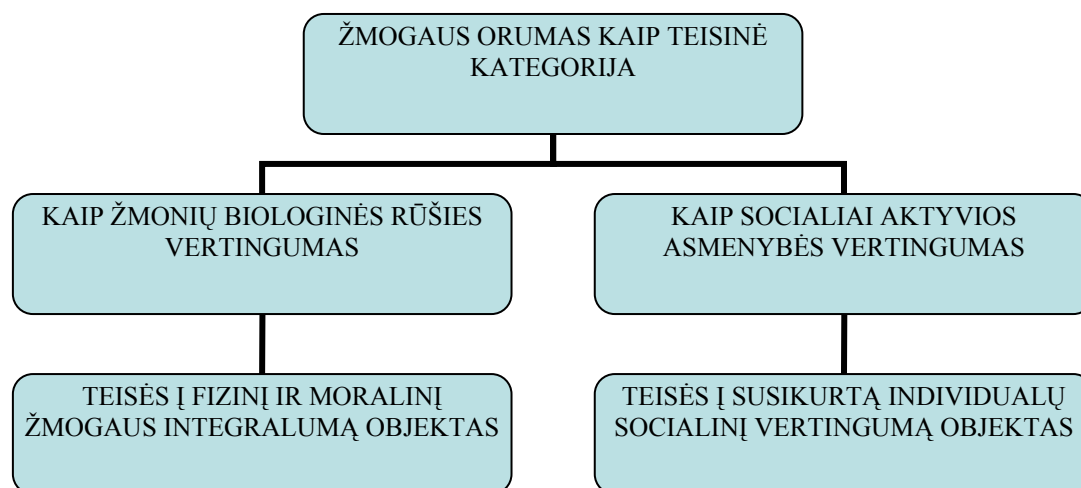 ŽMOGAUS ORUMAS KAIP TEISINĖ
KATEGORIJA
KAIP ŽMONIŲ BIOLOGINĖS RŪŠIES
VERTINGUMAS
KAIP SOCIALIAI AKTYVIOS
ASMENYBĖS VERTINGUMAS
TEISĖS Į FIZINĮ IR MORALINĮ
ŽMOGAUS INTEGRALUMĄ OBJEKTAS
TEISĖS Į SUSIKURTĄ INDIVIDUALŲ
SOCIALINĮ VERTINGUMĄ OBJEKTAS